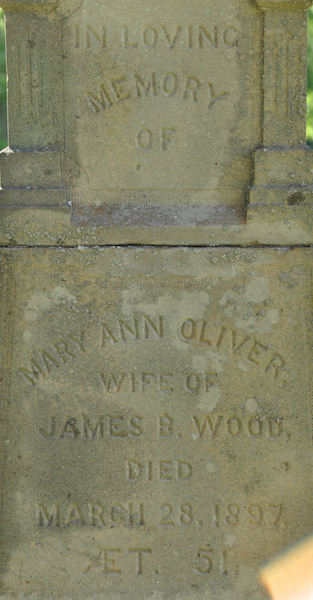 IN LOVING
MEMORY
OF
MARY ANN OLIVER,
WIFE OF
JAMES B. WOOD,
DIED
MARCH 28, 1897
ÆT. 51.